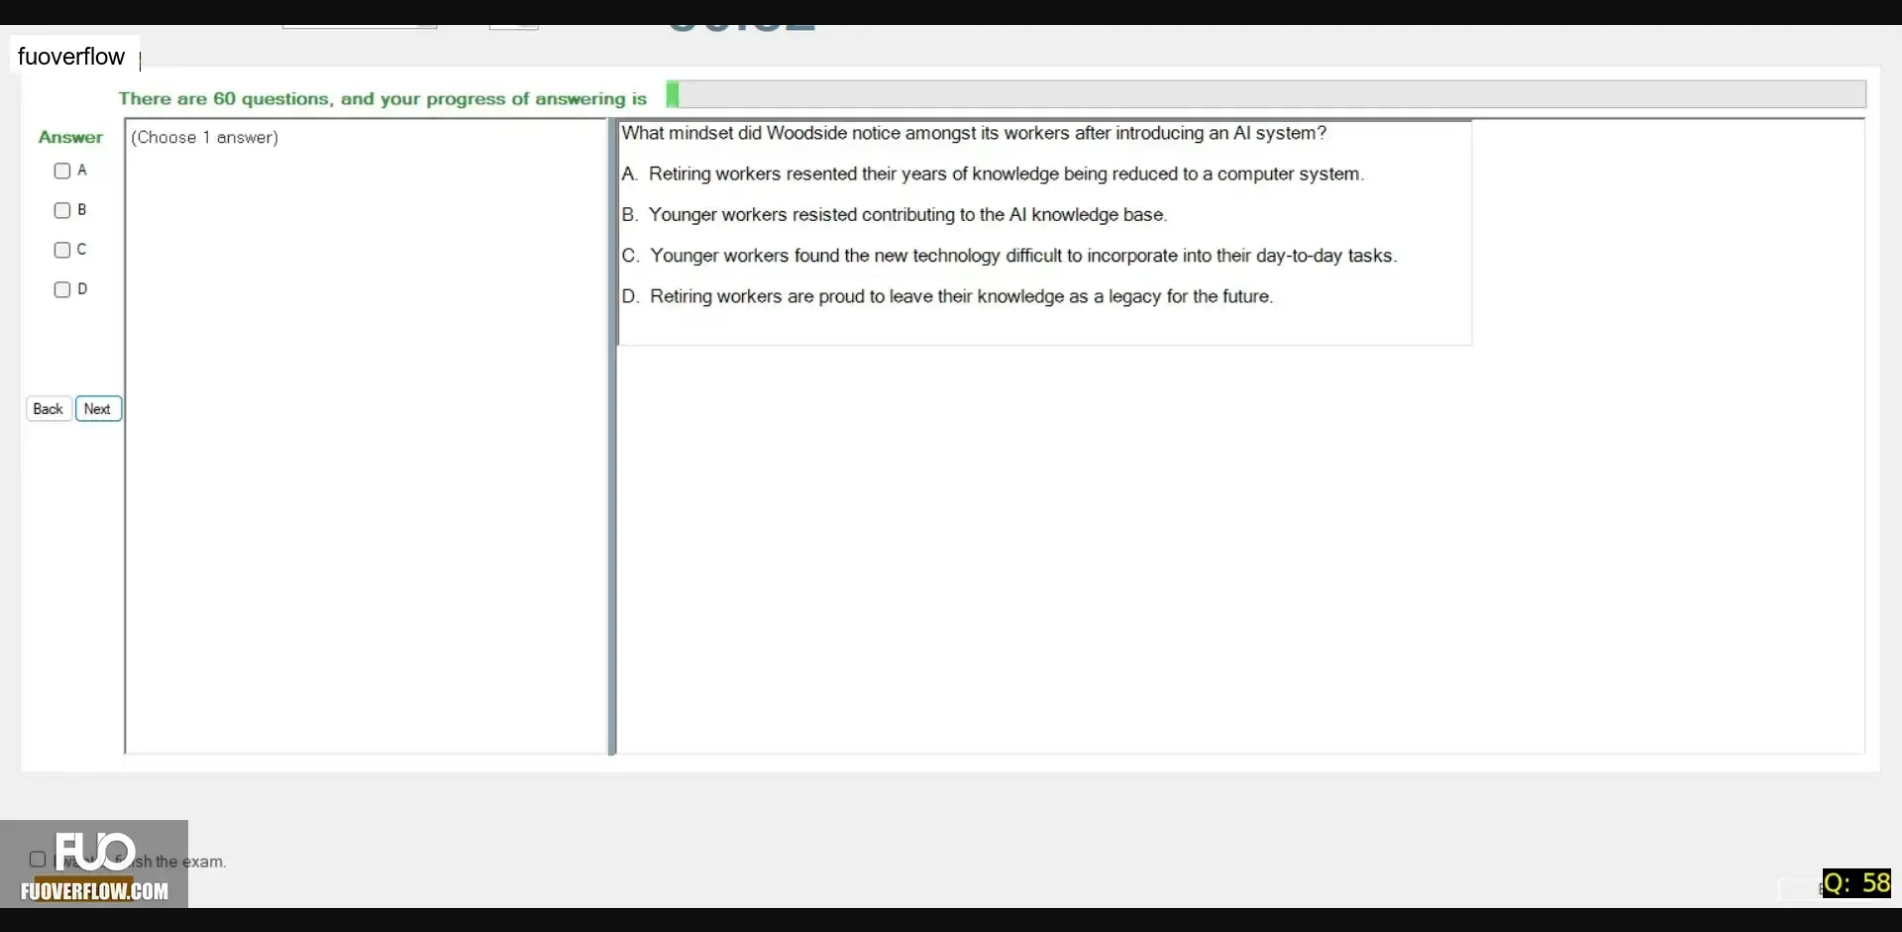 fuoverflow
There are 60 questions, and your progress of answering is
Answer
(Choose 1 answer)
A
B
C
D
Back
Next
What mindset did Woodside notice amongst its workers after introducing an AI system?
A. Retiring workers resented their years of knowledge being reduced to a computer system.
B. Younger workers resisted contributing to the AI knowledge base.
C. Younger workers found the new technology difficult to incorporate into their day-to-day tasks.
D. Retiring workers are proud to leave their knowledge as a legacy for the future.
FUO
the exam.
FUOVERFLOW.COM
Q: 58